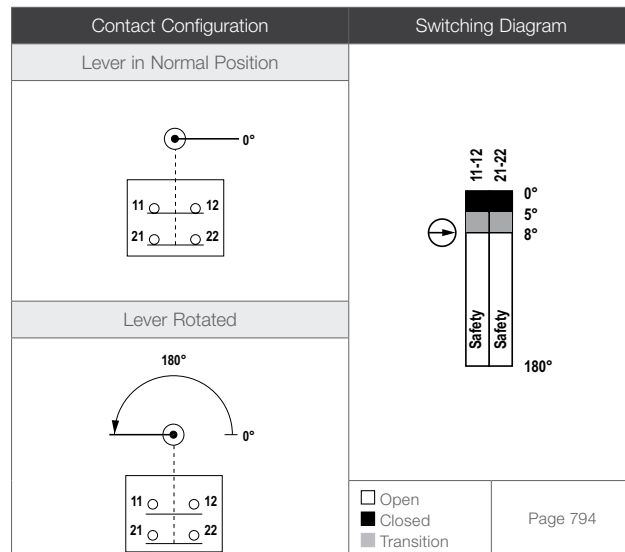 Contact Configuration
Switching Diagram
Lever in Normal Position
0°
11 12
21 22
Lever Rotated
180°
0°
11 12
21 22
11-12
21-22
0°
5°
8°
Safety
Safety
180°
Open
Closed
Transition
Page 794